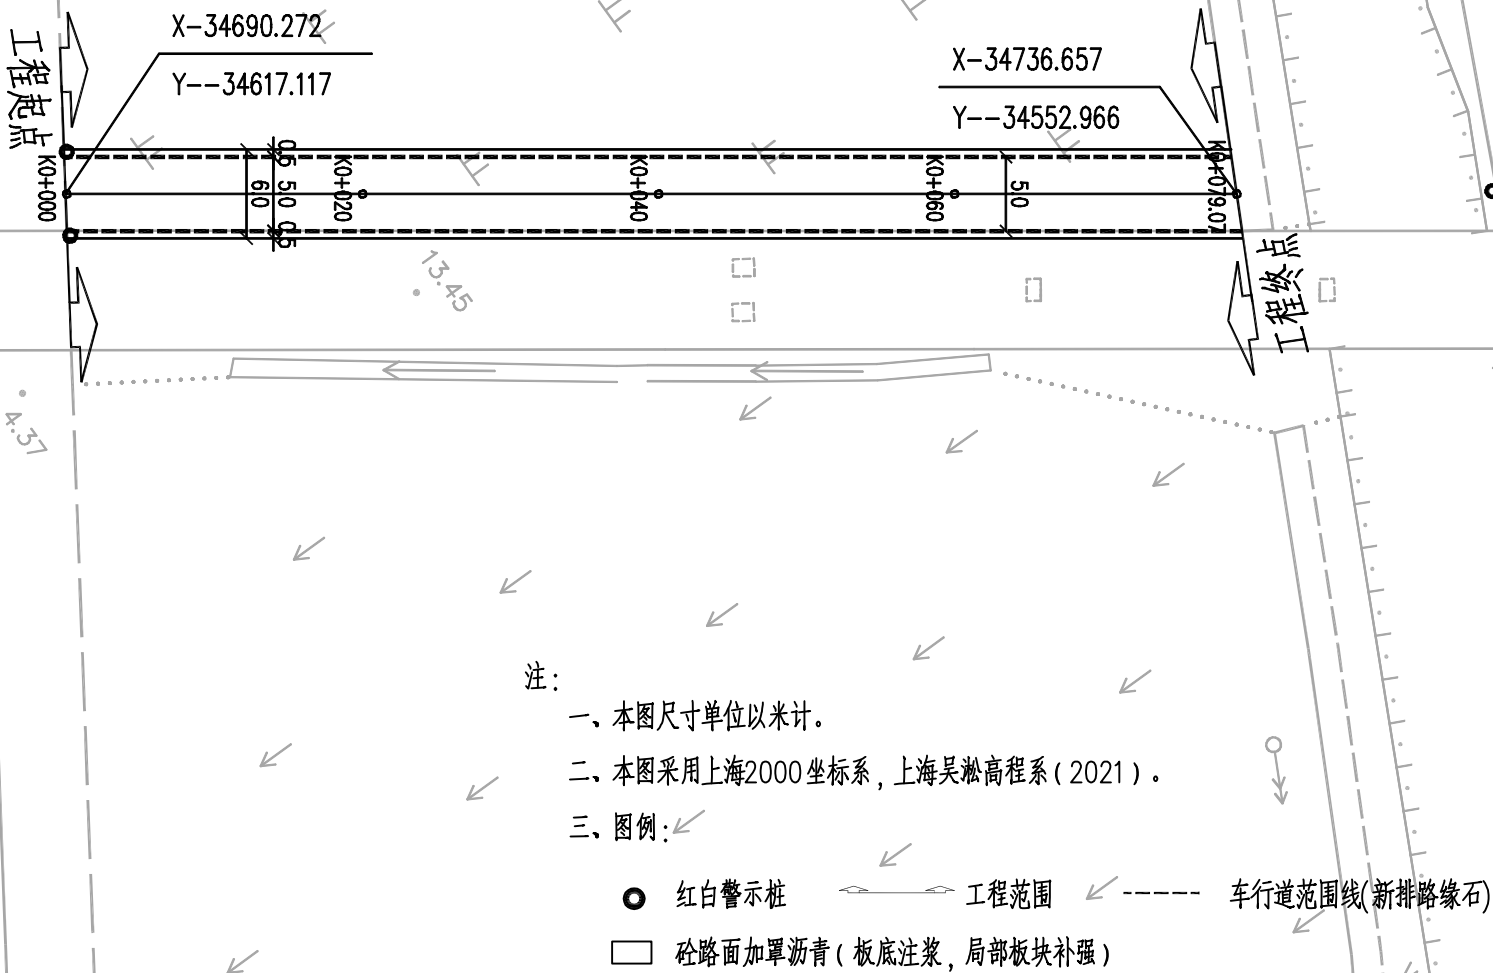 X-34690.272
Y--34617.117
X-34736.657
Y--34552.966
工程起点
K0+000
0.5
5.0
0.5
6.0
K0+020
K0+040
K0+060
5.0
K0+079.07
工程终点
13.45
4.37
注:
一、本图尺寸单位以米计。
二、本图采用上海2000坐标系，上海吴淞高程系(2021)。
三、图例:
红白警示桩
工程范围
车行道范围线(新排路缘石)
砼路面加罩沥青(板底注浆，局部板块补强)